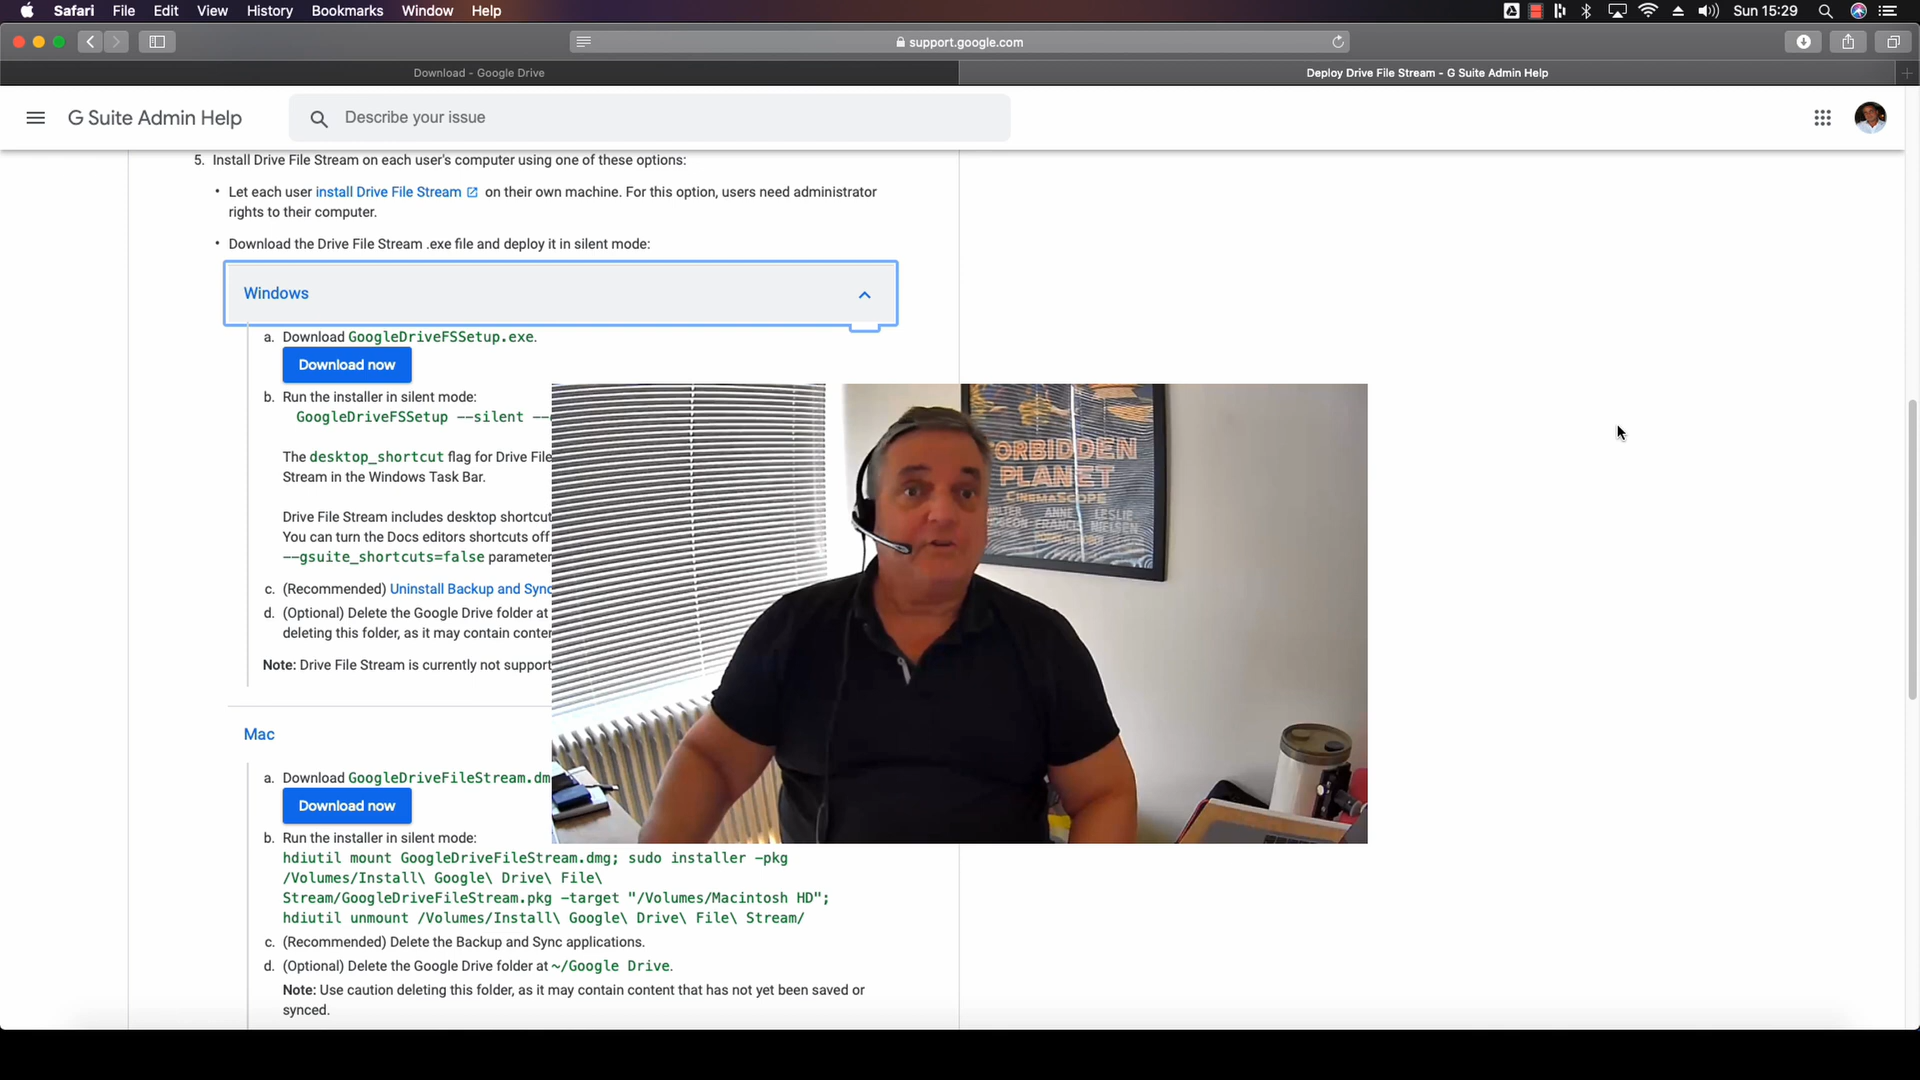 Safari File Edit View History Bookmarks Window Help Sun 15:29
support.google.com
Download - Google Drive
Deploy Drive File Stream - G Suite Admin Help
G Suite Admin Help
Describe your issue
5. Install Drive File Stream on each user's computer using one of these options:
• Let each user install Drive File Stream on their own machine. For this option, users need administrator
rights to their computer.
• Download the Drive File Stream .exe file and deploy it in silent mode:
Windows
a. Download GoogleDriveFSSetup.exe.
Download now
b. Run the installer in silent mode:
GoogleDriveFSSetup --silent --
The desktop_shortcut flag for Drive File
Stream in the Windows Task Bar.
Drive File Stream includes desktop shortcut
You can turn the Docs editors shortcuts off
--gsuite_shortcuts=false parameter
c. (Recommended) Uninstall Backup and Sync
d. (Optional) Delete the Google Drive folder at
deleting this folder, as it may contain conte
Note: Drive File Stream is currently not support
ORBIDDEN
PLANET
CINEMASCOPE
ANNE LESLIE
FRANCIS NIELSEN
Mac
a. Download GoogleDriveFileStream.dm
Download now
b. Run the installer in silent mode:
hdiutil mount GoogleDriveFileStream.dmg; sudo installer -pkg
/Volumes/Install\ Google\ Drive\ File\
Stream/GoogleDriveFileStream.pkg -target "/Volumes/Macintosh HD";
hdiutil unmount /Volumes/Install\ Google\ Drive\ File\ Stream/
c. (Recommended) Delete the Backup and Sync applications.
d. (Optional) Delete the Google Drive folder at ~/Google Drive.
Note: Use caution deleting this folder, as it may contain content that has not yet been saved or
synced.